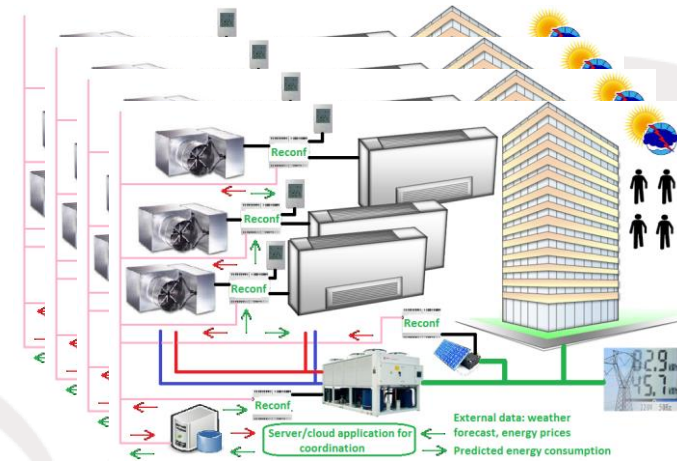 Reconf
Reconf
Reconf
Reconf
Reconf
82.9
45.7
Server/cloud application for
coordination
External data: weather
forecast, energy prices
Predicted energy consumption